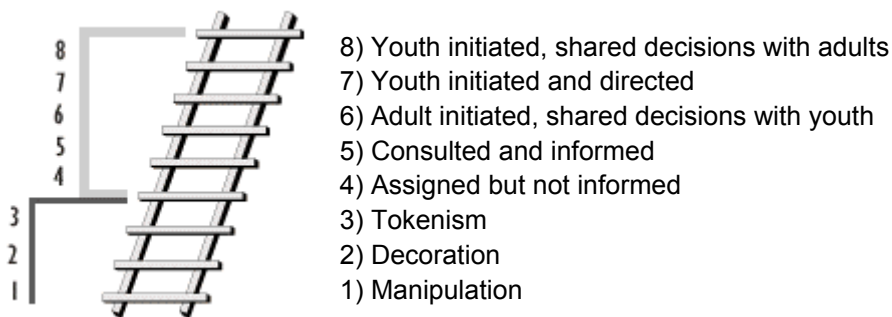 8
7
6
5
4
3
2
1
8) Youth initiated, shared decisions with adults
7) Youth initiated and directed
6) Adult initiated, shared decisions with youth
5) Consulted and informed
4) Assigned but not informed
3) Tokenism
2) Decoration
1) Manipulation